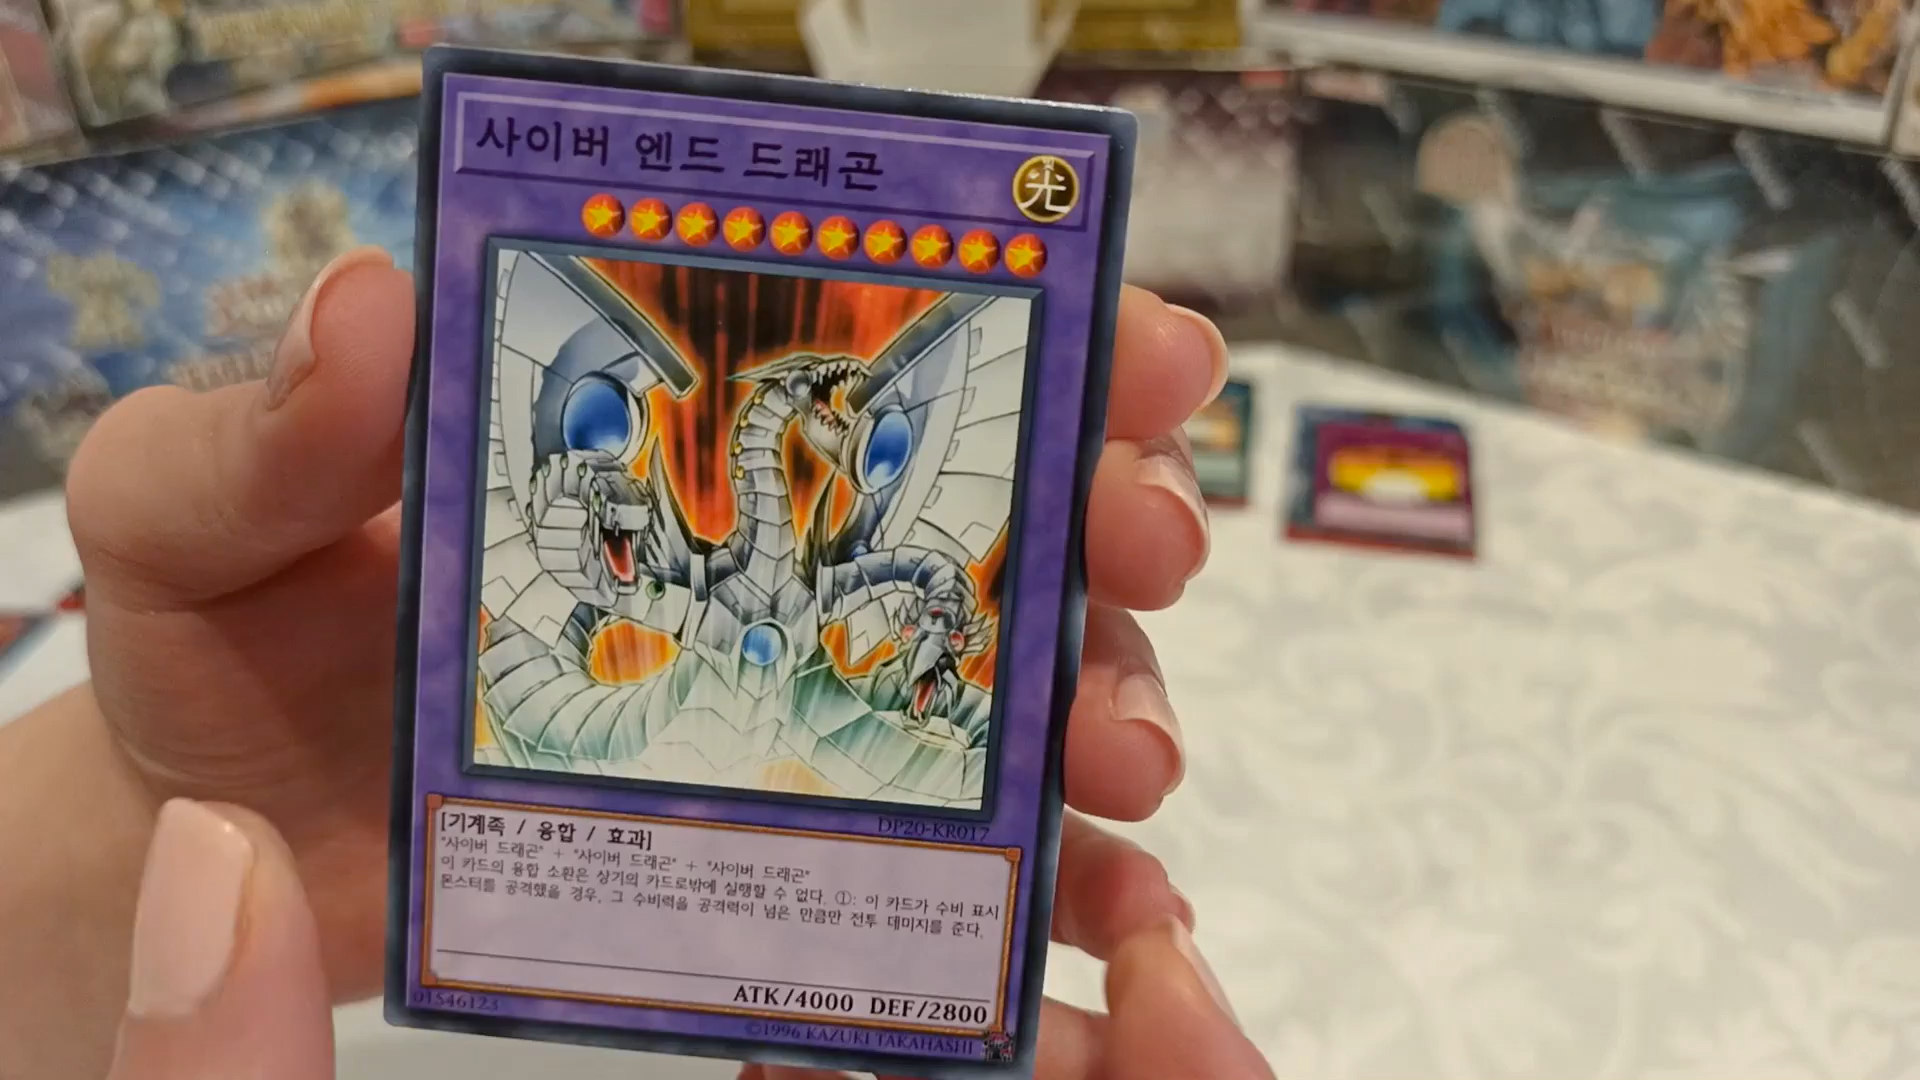 사이버 엔드 드래곤
빛
光
DP20-KR017
[기계족 / 융합 / 효과]
"사이버 드래곤" + "사이버 드래곤" + "사이버 드래곤"
이 카드의 융합 소환은 상기의 카드로밖에 실행할 수 없다. ①: 이 카드가 수비 표시
몬스터를 공격했을 경우, 그 수비력을 공격력이 넘은 만큼만 전투 데미지를 준다.
ATK/4000 DEF/2800
01546123
©1996 KAZUKI TAKAHASHI